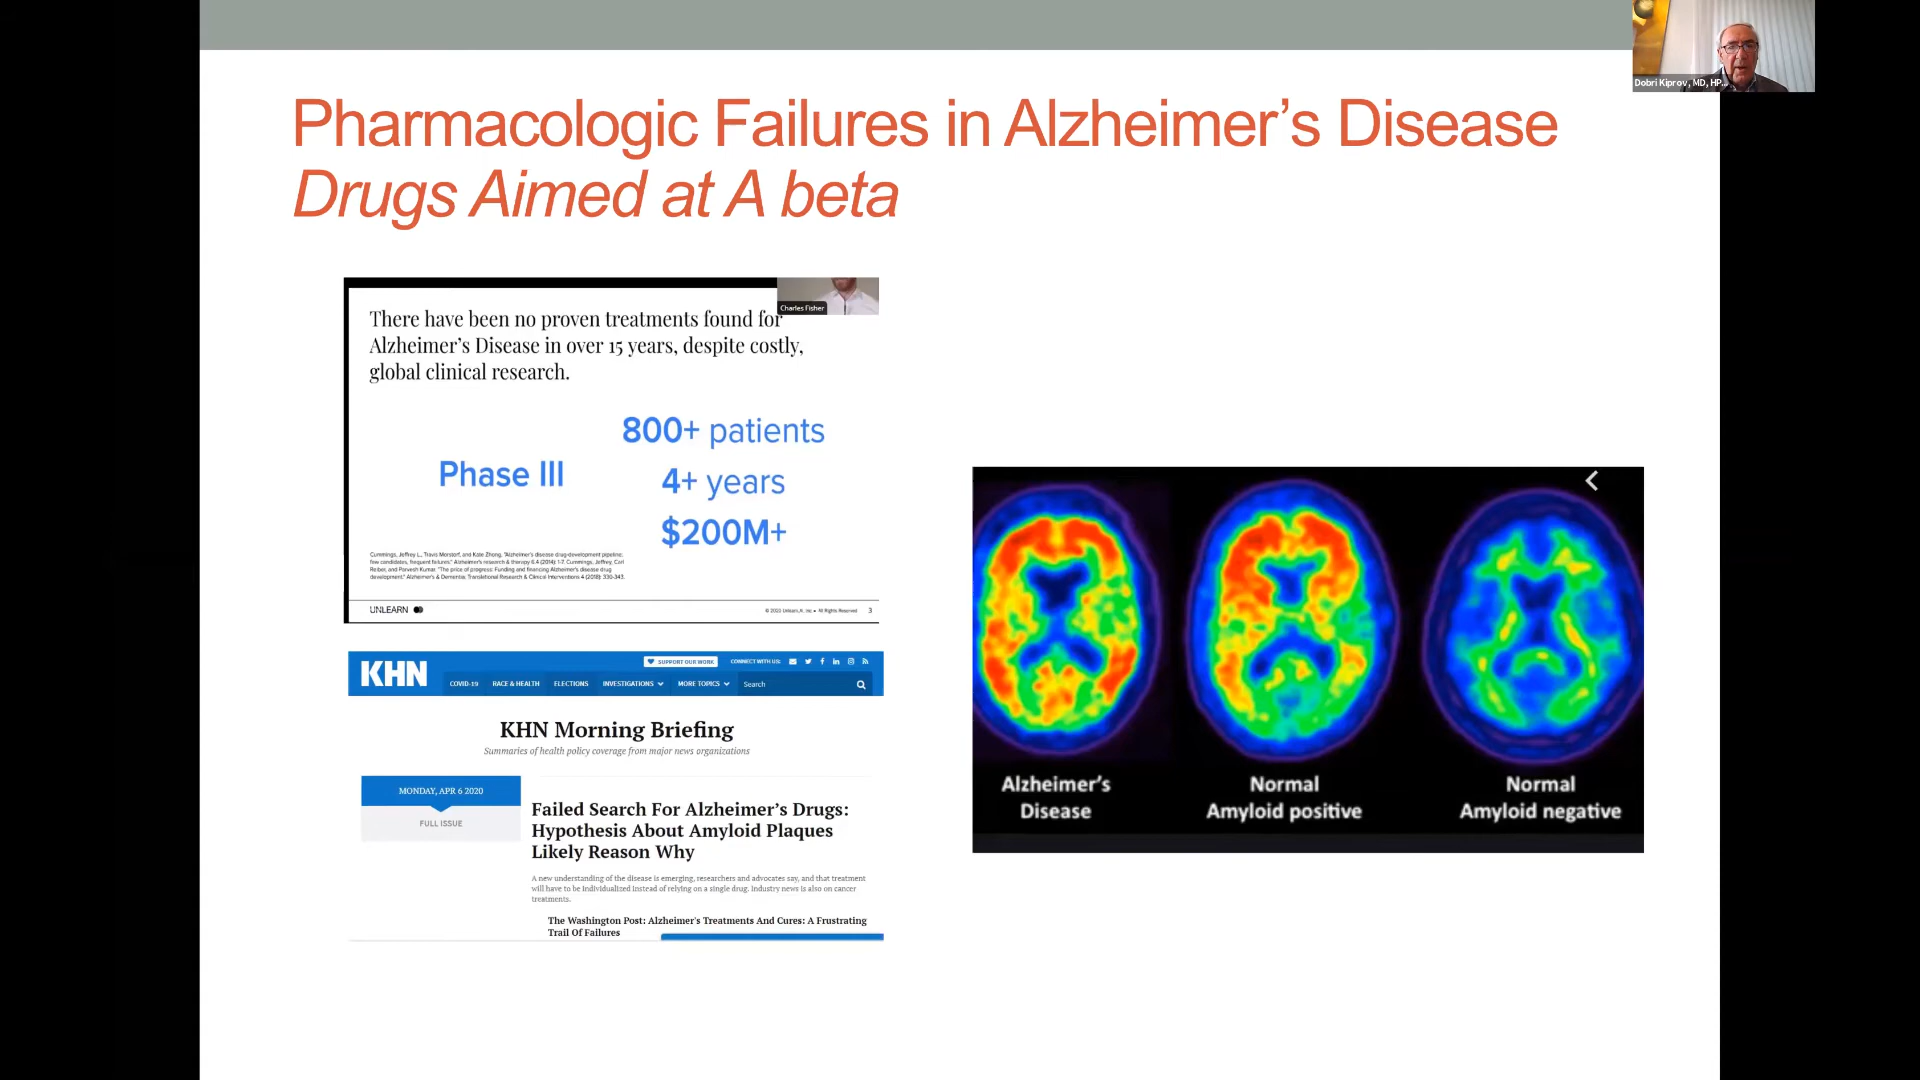 Dobri Kiprov, MD, HP...
Pharmacologic Failures in Alzheimer’s Disease
Drugs Aimed at A beta
Charles Fisher
There have been no proven treatments found for
Alzheimer’s Disease in over 15 years, despite costly,
global clinical research.
800+ patients
Phase III
4+ years
$200M+
Cummings, Jeffrey L., Travis Morstorf, and Kate Zhong. "Alzheimer's disease drug-development pipeline:
few candidates, frequent failures." Alzheimer's research & therapy 6.4 (2014): 1-7. Cummings, Jeffrey, Carl
Reiber, and Parvesh Kumar. "The price of progress: Funding and financing Alzheimer's disease drug
development." Alzheimer's & Dementia: Translational Research & Clinical Interventions 4 (2018): 330-343.
UNLEARN
All Rights Reserved
3
KHN
SUPPORT OUR WORK
CONNECT WITH US:
COVID-19 RACE & HEALTH ELECTIONS INVESTIGATIONS MORE TOPICS Search
KHN Morning Briefing
Summaries of health policy coverage from major news organizations
MONDAY, APR 6 2020
FULL ISSUE
Failed Search For Alzheimer’s Drugs:
Hypothesis About Amyloid Plaques
Likely Reason Why
A new understanding of the disease is emerging, researchers and advocates say, and that treatment
will have to be individualized instead of relying on a single drug. Industry news is also on cancer
treatments.
The Washington Post: Alzheimer's Treatments And Cures: A Frustrating
Trail Of Failures
Alzheimer’s
Disease
Normal
Amyloid positive
Normal
Amyloid negative